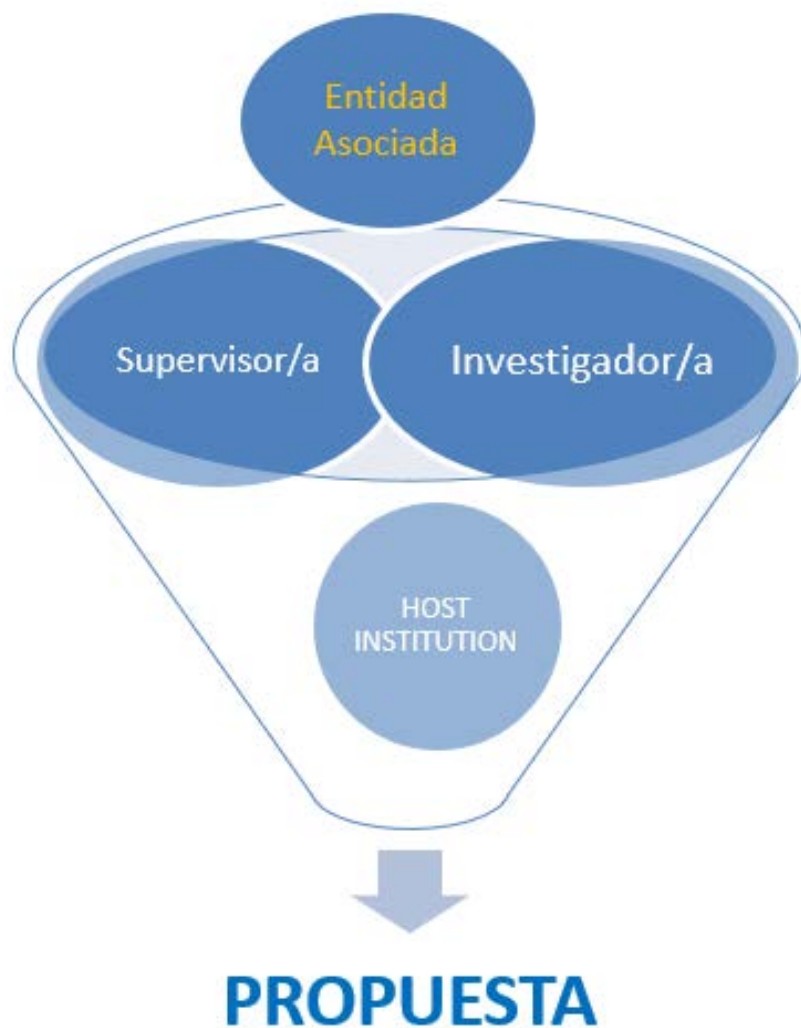 Entidad
Asociada
Supervisor/a
Investigador/a
HOST
INSTITUTION
PROPUESTA